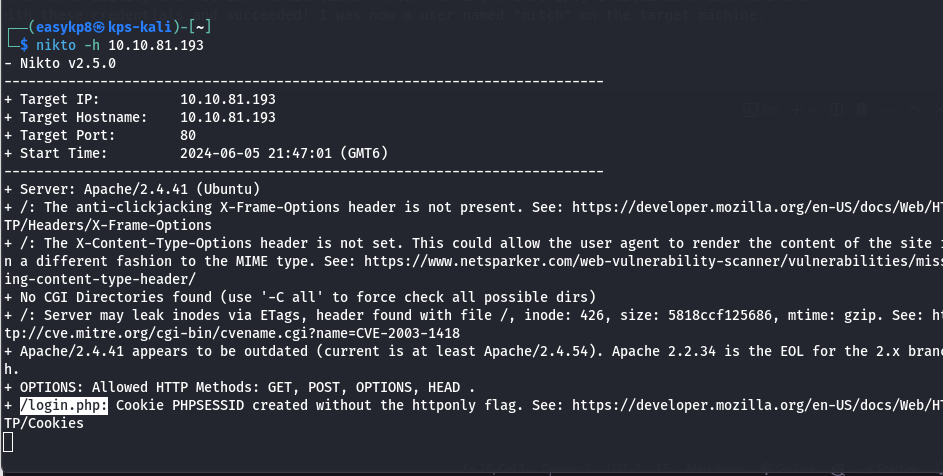 (easykp8㉿kps-kali)-[~]
$ nikto -h 10.10.81.193
- Nikto v2.5.0
---------------------------------------------------------------------------
+ Target IP:          10.10.81.193
+ Target Hostname:    10.10.81.193
+ Target Port:        80
+ Start Time:         2024-06-05 21:47:01 (GMT6)
---------------------------------------------------------------------------
+ Server: Apache/2.4.41 (Ubuntu)
+ /: The anti-clickjacking X-Frame-Options header is not present. See: https://developer.mozilla.org/en-US/docs/Web/HT
TP/Headers/X-Frame-Options
+ /: The X-Content-Type-Options header is not set. This could allow the user agent to render the content of the site i
n a different fashion to the MIME type. See: https://www.netsparker.com/web-vulnerability-scanner/vulnerabilities/miss
ing-content-type-header/
+ No CGI Directories found (use '-C all' to force check all possible dirs)
+ /: Server may leak inodes via ETags, header found with file /, inode: 426, size: 5818ccf125686, mtime: gzip. See: ht
tp://cve.mitre.org/cgi-bin/cvename.cgi?name=CVE-2003-1418
+ Apache/2.4.41 appears to be outdated (current is at least Apache/2.4.54). Apache 2.2.34 is the EOL for the 2.x branc
h.
+ OPTIONS: Allowed HTTP Methods: GET, POST, OPTIONS, HEAD .
+ /login.php: Cookie PHPSESSID created without the httponly flag. See: https://developer.mozilla.org/en-US/docs/Web/HT
TP/Cookies